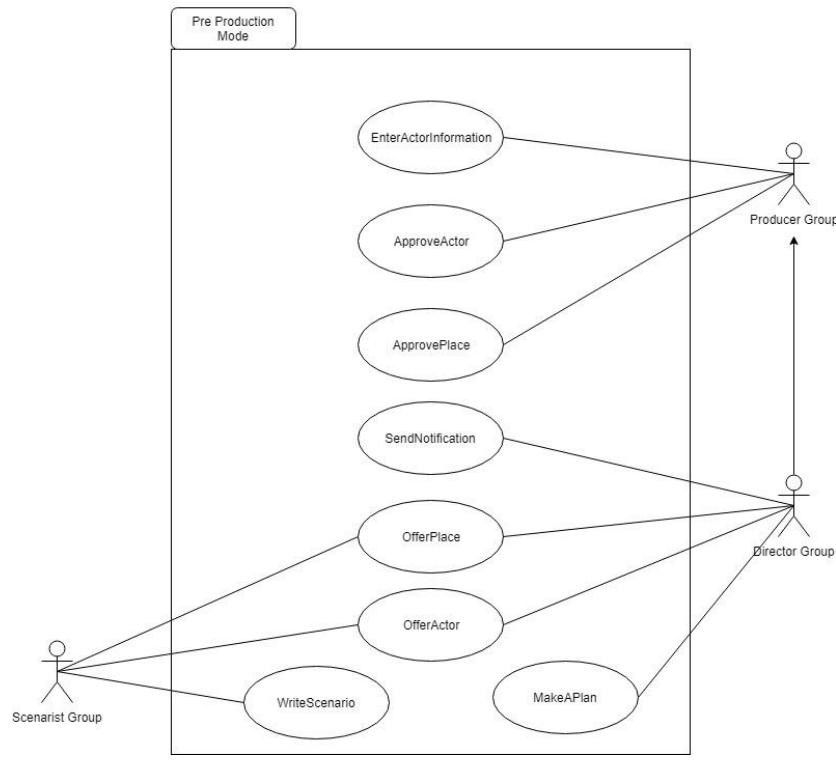 Pre Production
Mode
EnterActorInformation
Producer Group
ApproveActor
ApprovePlace
SendNotification
OfferPlace
Director Group
OfferActor
WriteScenario
MakeAPlan
Scenarist Group